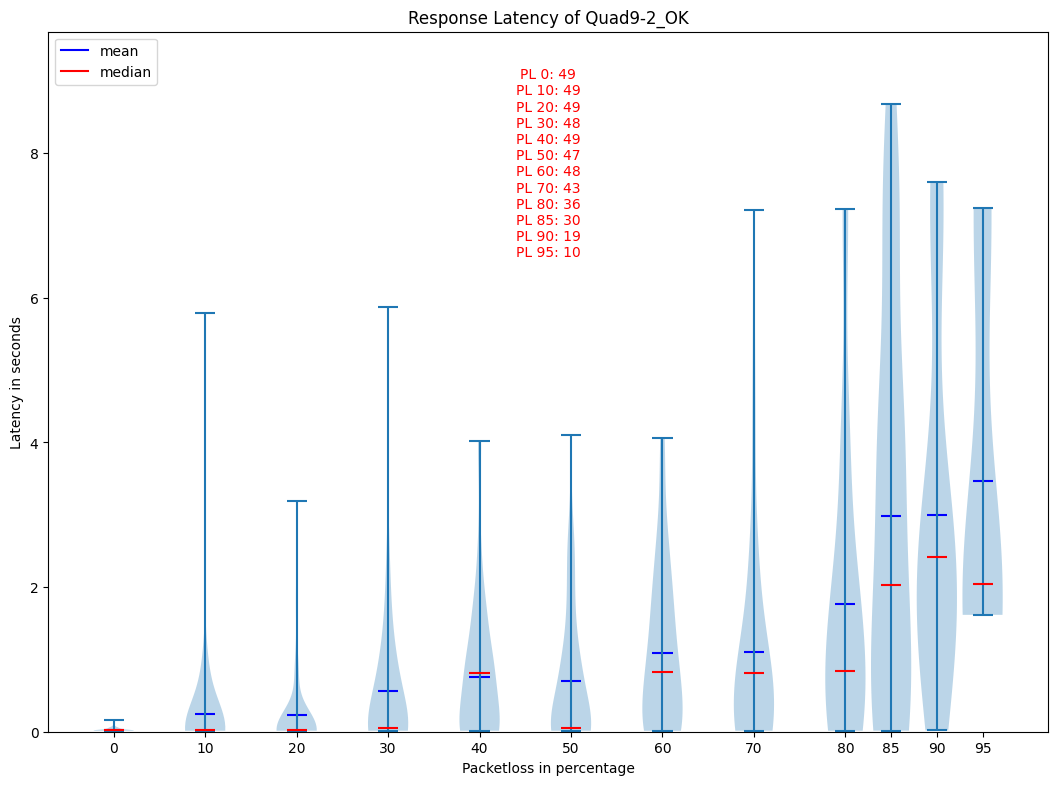 Response Latency of Quad9-2_OK
mean
median
PL 0: 49
PL 10: 49
PL 20: 49
PL 30: 48
PL 40: 49
PL 50: 47
PL 60: 48
PL 70: 43
PL 80: 36
PL 85: 30
PL 90: 19
PL 95: 10
8
6
4
2
0
Latency in seconds
0 10 20 30 40 50 60 70 80 85 90 95
Packetloss in percentage